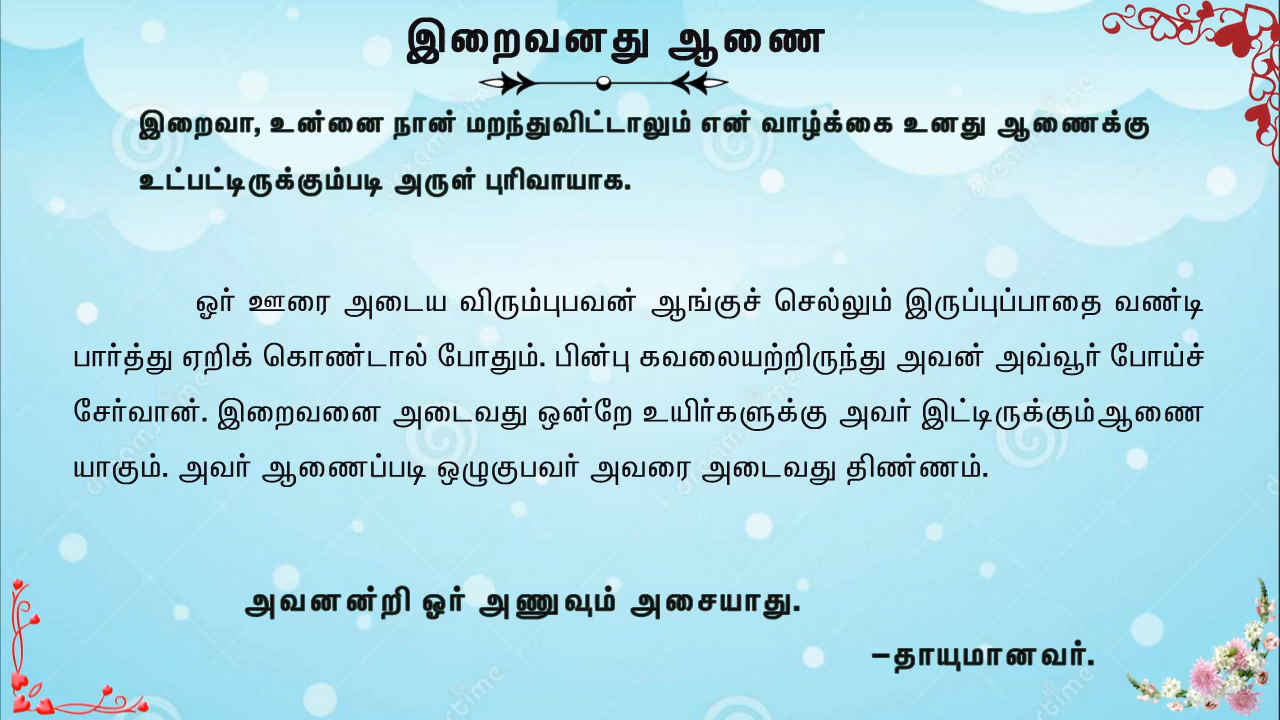 இறைவனது ஆணை
இறைவா, உன்னை நான் மறந்துவிட்டாலும் என் வாழ்க்கை உனது ஆணைக்கு
உட்பட்டிருக்கும்படி அருள் புரிவாயாக.
ஓர் ஊரை அடைய விரும்புபவன் ஆங்குச் செல்லும் இருப்புப்பாதை வண்டி
பார்த்து ஏறிக் கொண்டால் போதும். பின்பு கவலையற்றிருந்து அவன் அவ்வூர் போய்ச்
சேர்வான். இறைவனை அடைவது ஒன்றே உயிர்களுக்கு அவர் இட்டிருக்கும்ஆணை
யாகும். அவர் ஆணைப்படி ஒழுகுபவர் அவரை அடைவது திண்ணம்.
அவனன்றி ஓர் அணுவும் அசையாது.
–தாயுமானவர்.